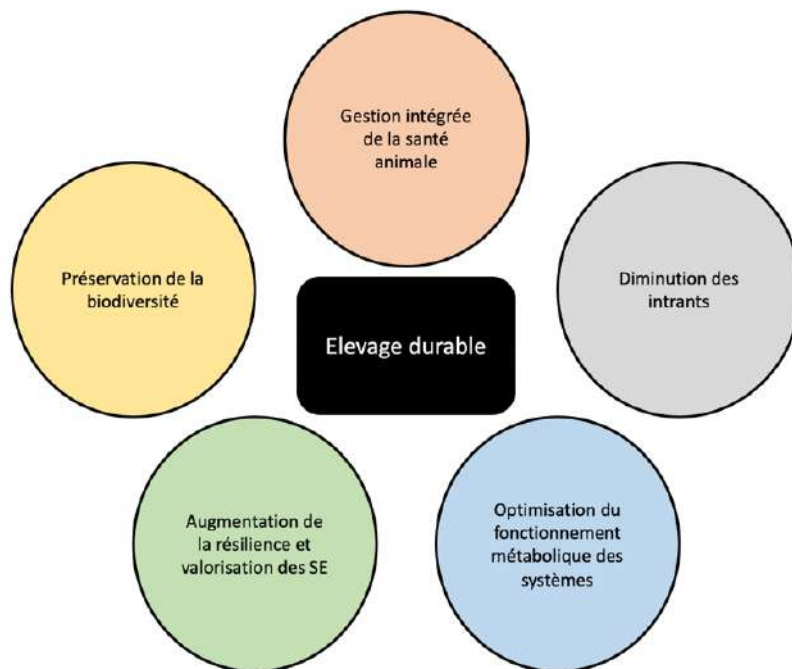 Gestion intégrée
de la santé
animale
Préservation de la
biodiversité
Diminution des
intrants
Elevage durable
Augmentation de
la résilience et
valorisation des SE
Optimisation du
fonctionnement
métabolique des
systèmes